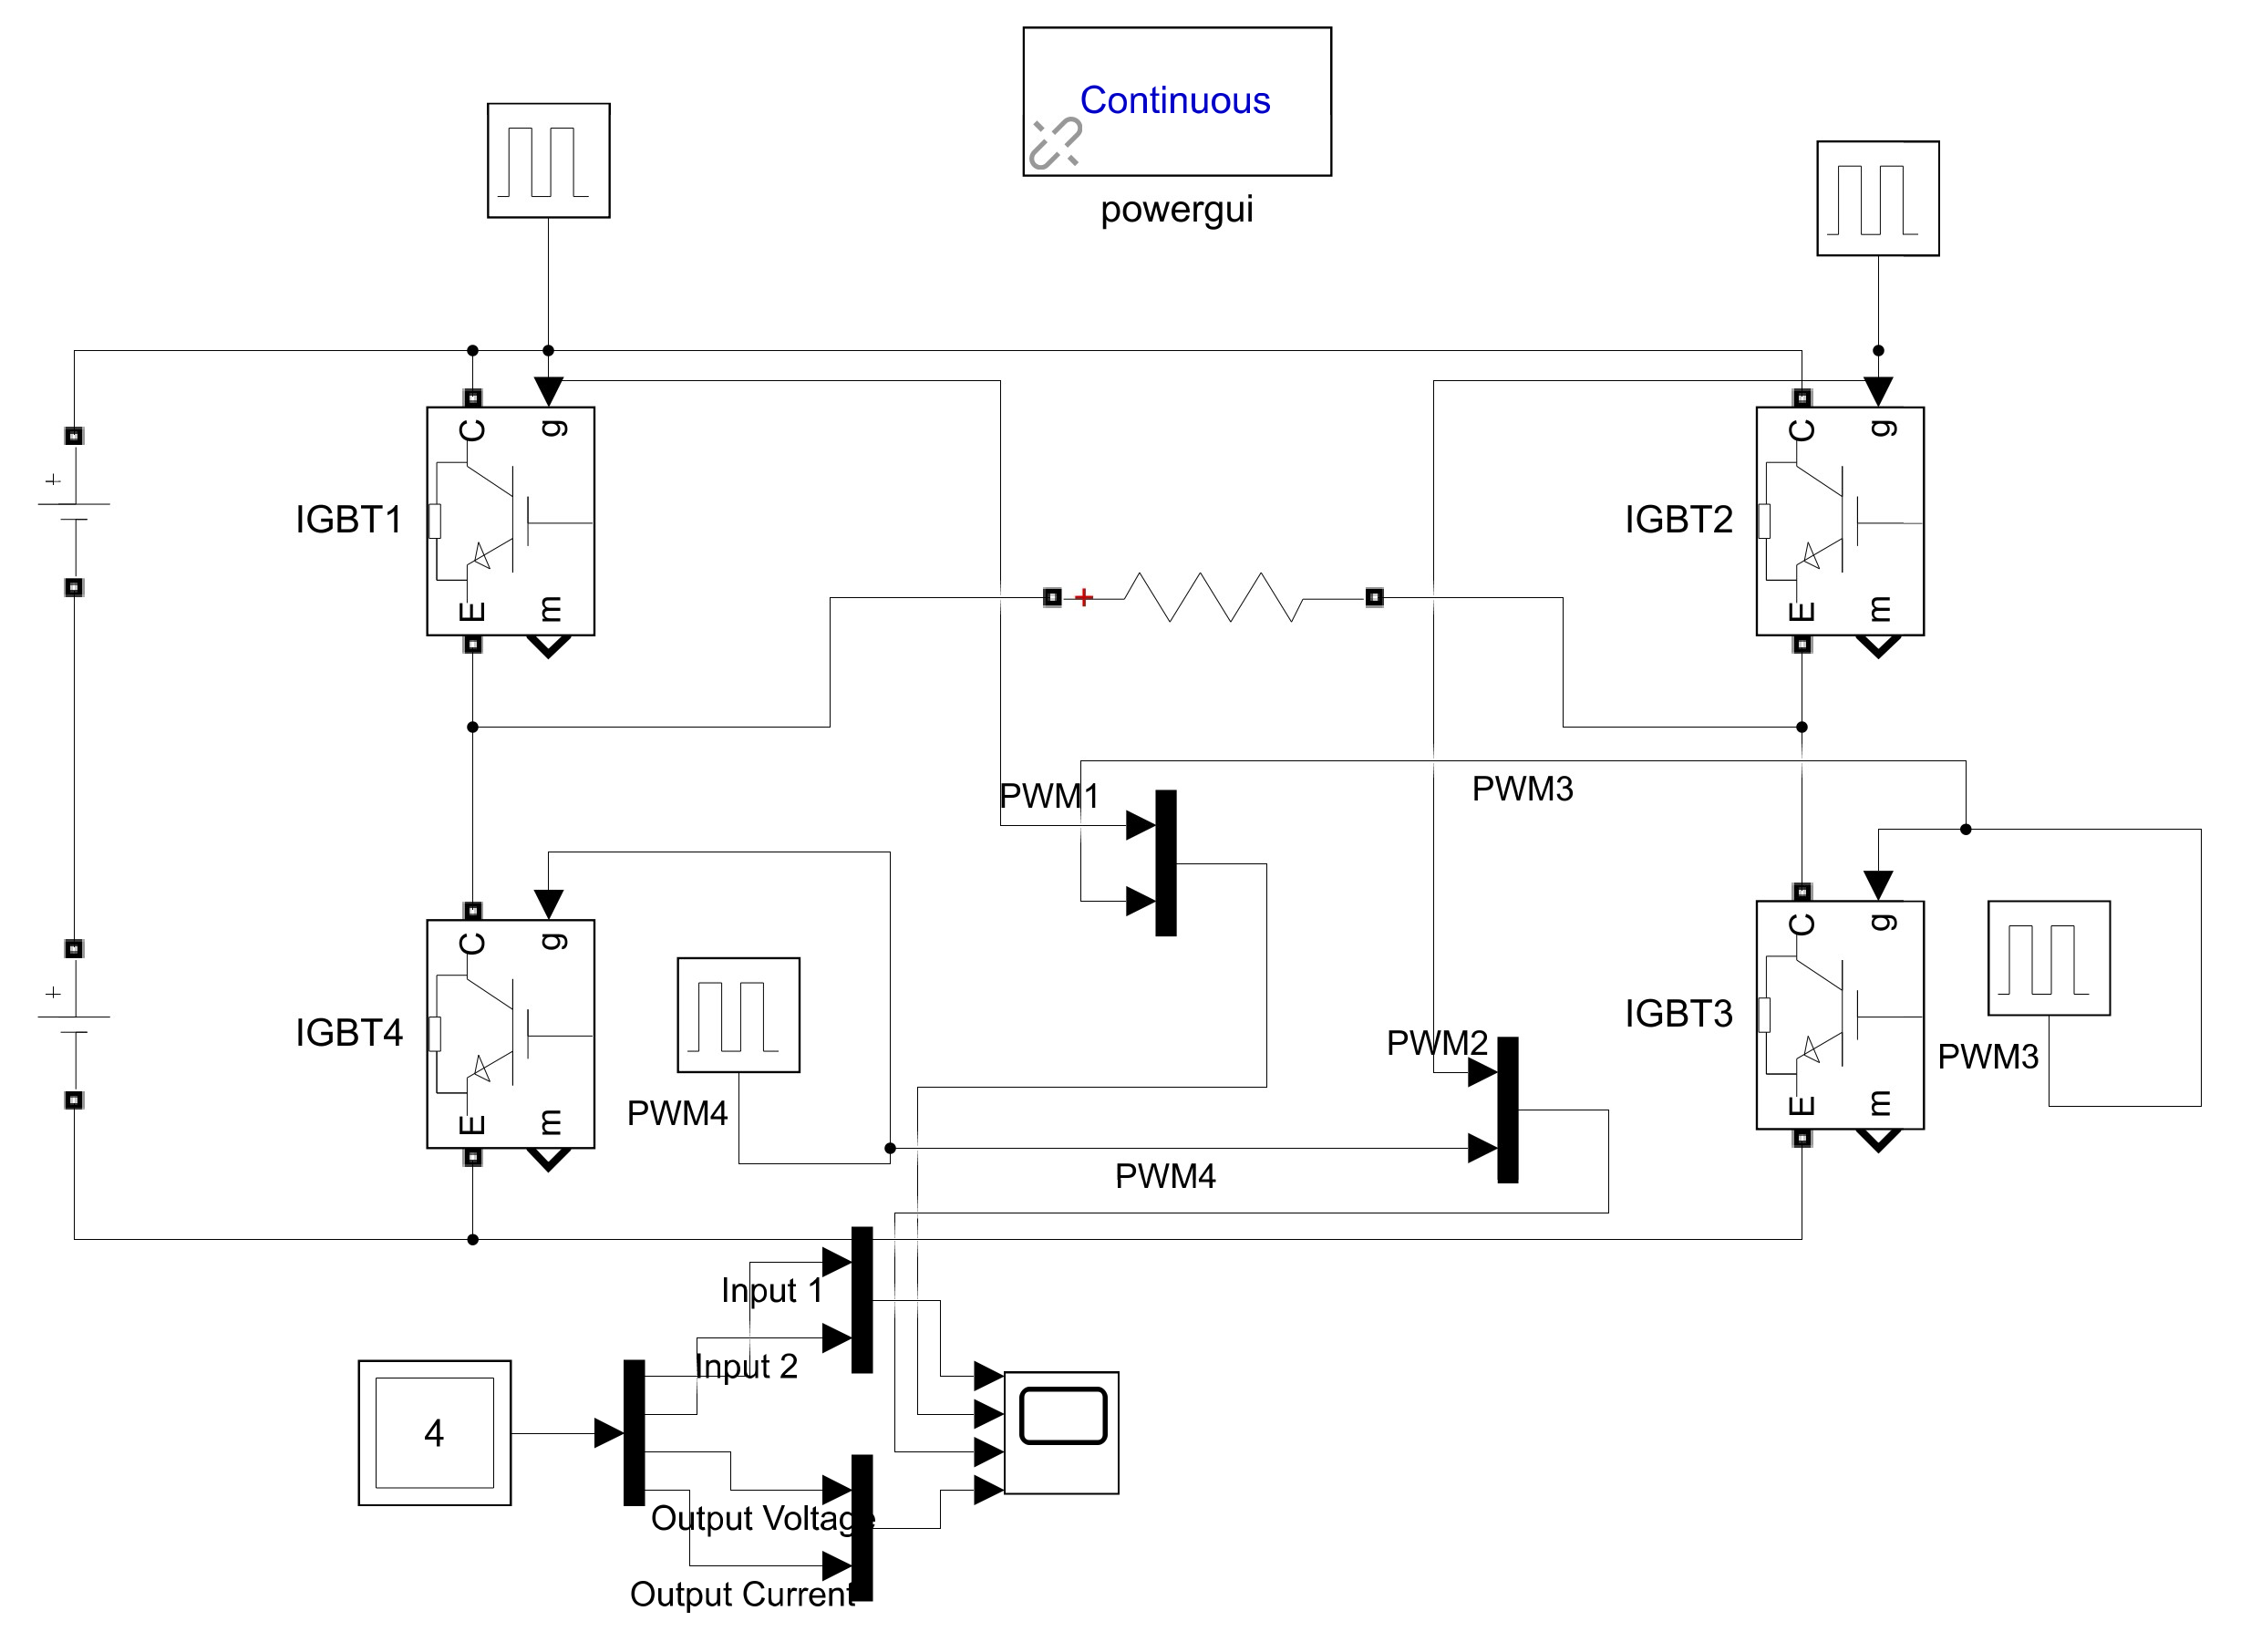 Continuous
powergui
C
g
IGBT1
E
m
C
g
IGBT2
E
m
+
+
PWM1
PWM3
C
g
IGBT4
E
m
+
PWM4
PWM2
PWM4
C
g
IGBT3
E
m
PWM3
Input 1
Input 2
4
Output Voltage
Output Current